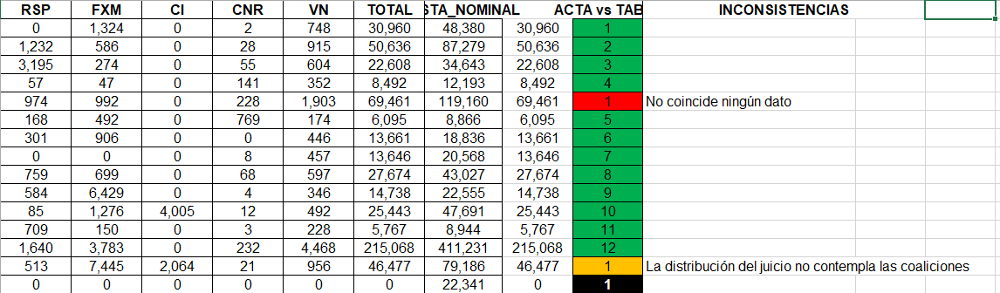 RSP FXM CI CNR VN TOTAL STA_NOMINAL ACTA vs TAB INCONSISTENCIAS
0 1,324 0 2 748 30,960 48,380 30,960 1
1,232 586 0 28 915 50,636 87,279 50,636 2
3,195 274 0 55 604 22,608 34,643 22,608 3
57 47 0 141 352 8,492 12,193 8,492 4
974 992 0 228 1,903 69,461 119,160 69,461 1 No coincide ningún dato
168 492 0 769 174 6,095 8,866 6,095 5
301 906 0 0 446 13,661 18,836 13,661 6
0 0 0 8 457 13,646 20,568 13,646 7
759 699 0 68 597 27,674 43,027 27,674 8
584 6,429 0 4 346 14,738 22,555 14,738 9
85 1,276 4,005 12 492 25,443 47,691 25,443 10
709 150 0 3 228 5,767 8,944 5,767 11
1,640 3,783 0 232 4,468 215,068 411,231 215,068 12
513 7,445 2,064 21 956 46,477 79,186 46,477 1 La distribución del juicio no contempla las coaliciones
0 0 0 0 0 0 22,341 0 1